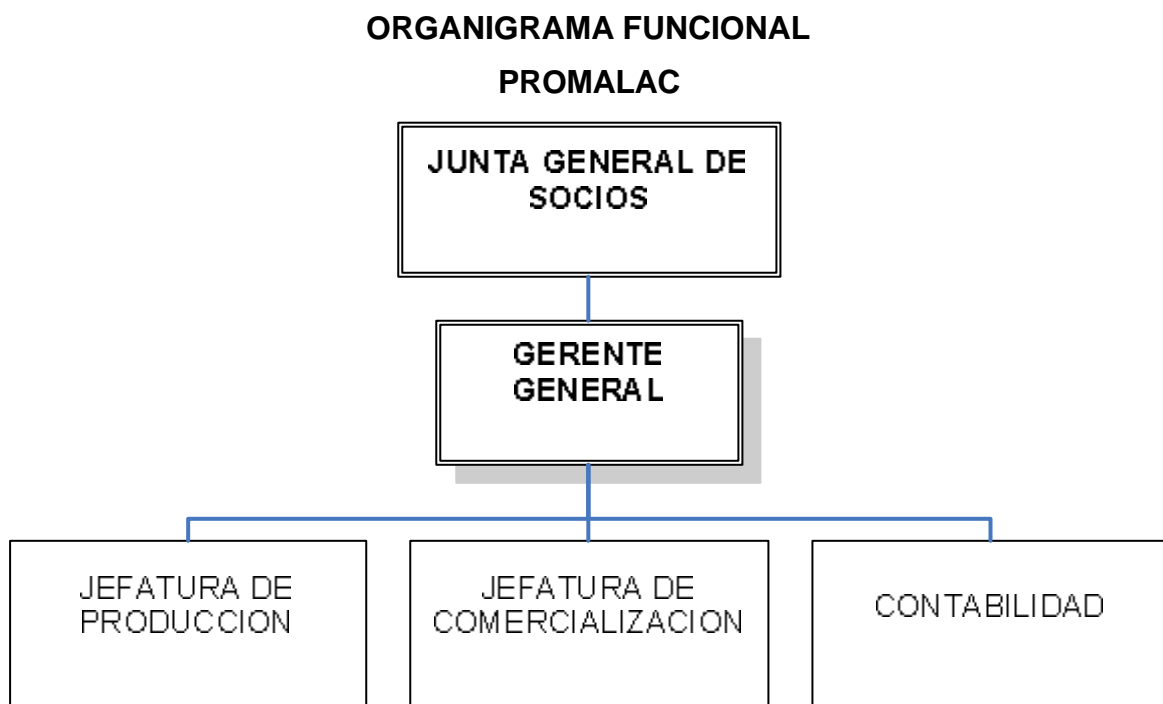 ORGANIGRAMA FUNCIONAL
PROMALAC
JUNTA GENERAL DE
SOCIOS
GERENTE
GENERAL
JEFATURA DE
PRODUCCION
JEFATURA DE
COMERCIALIZACION
CONTABILIDAD